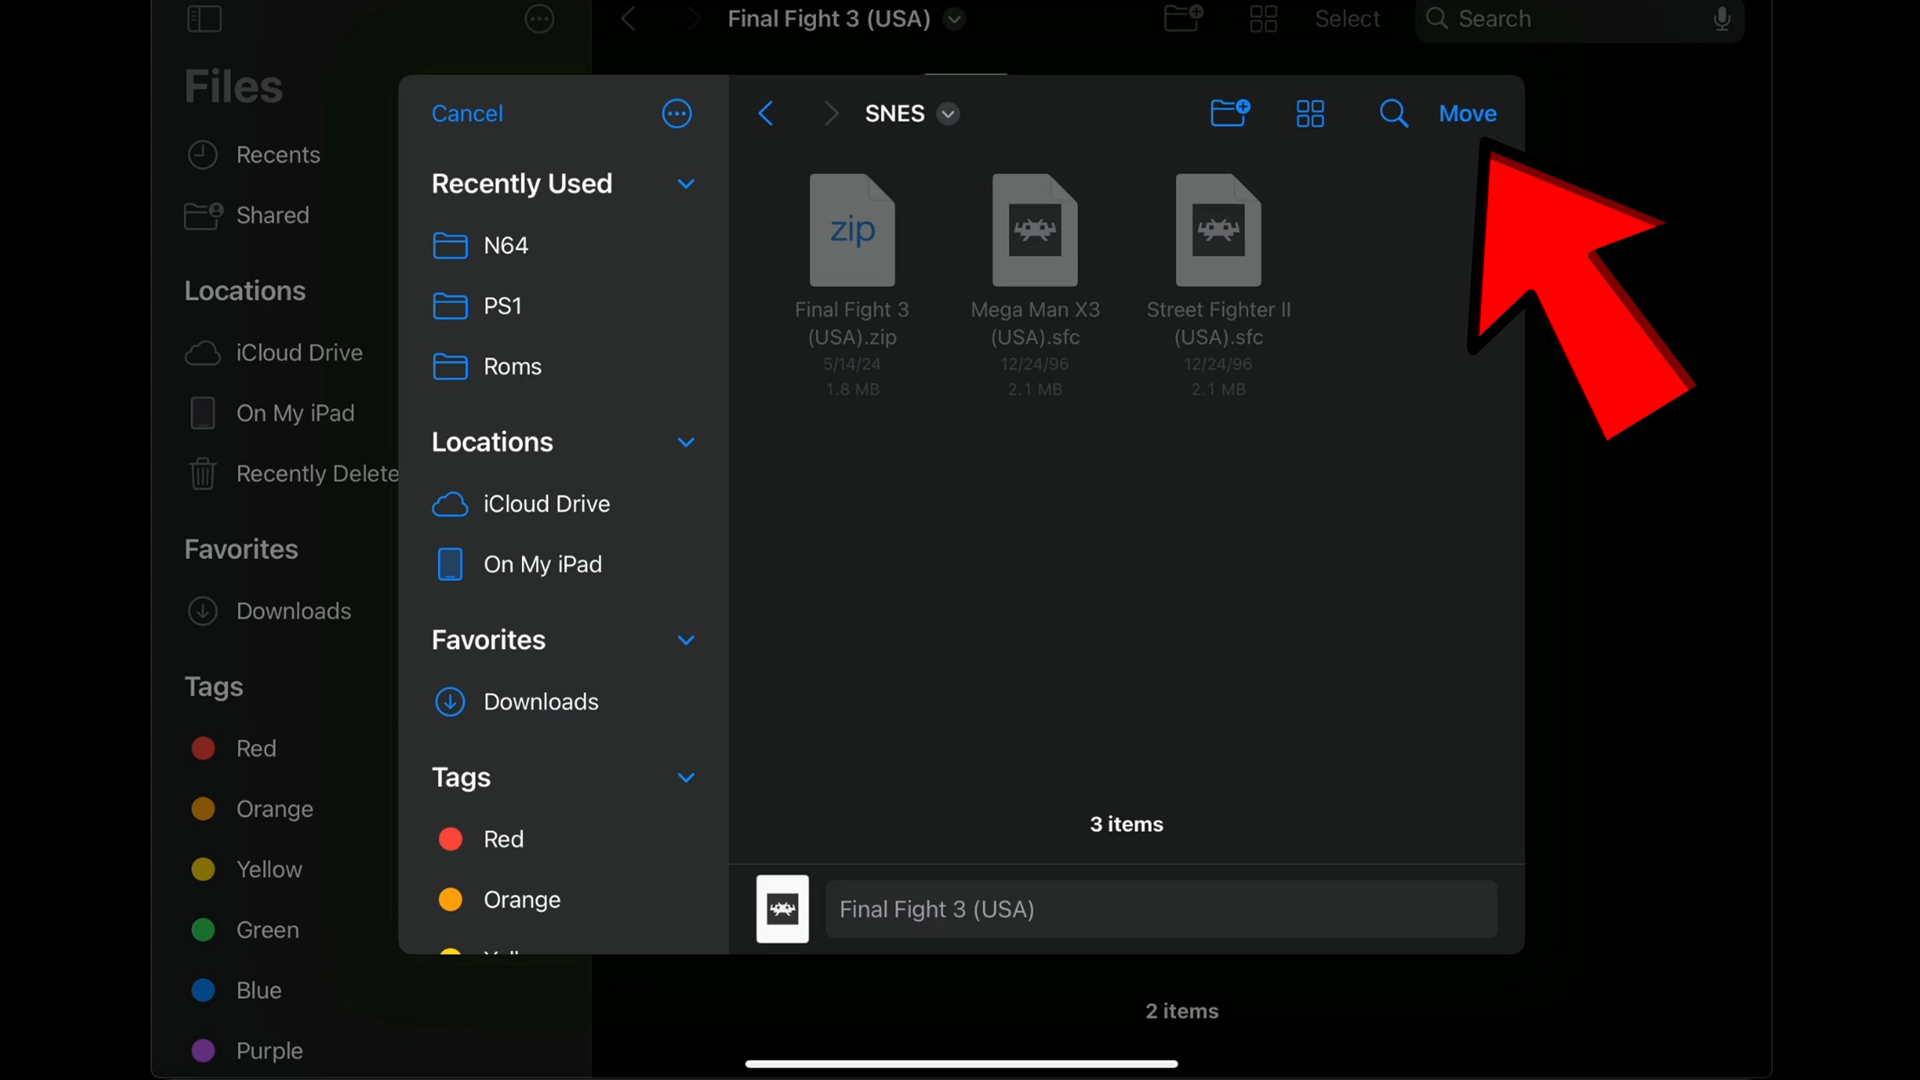 Final Fight 3 (USA)
Select
Search
Files
Recents
Shared
Locations
iCloud Drive
On My iPad
Recently Delete
Favorites
Downloads
Tags
Red
Orange
Yellow
Green
Blue
Purple
Cancel
Recently Used
N64
PS1
Roms
Locations
iCloud Drive
On My iPad
Favorites
Downloads
Tags
Red
Orange
SNES
Move
zip
Final Fight 3
(USA).zip
5/14/24
1.8 MB
Mega Man X3
(USA).sfc
12/24/96
2.1 MB
Street Fighter II
(USA).sfc
12/24/96
2.1 MB
3 items
Final Fight 3 (USA)
2 items